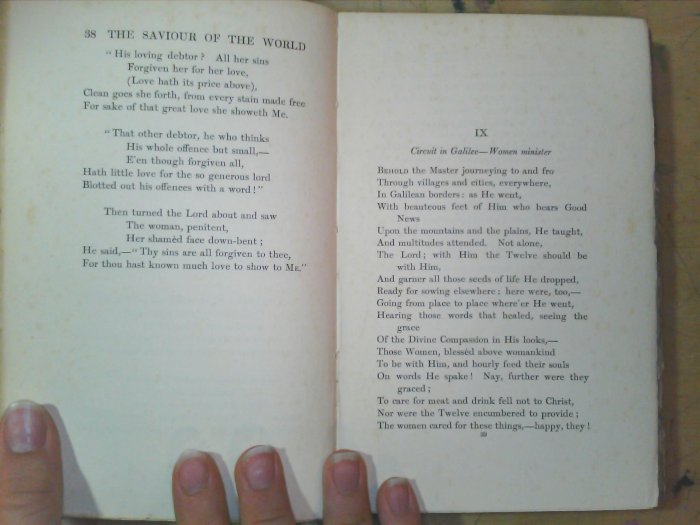 38 THE SAVIOUR OF THE WORLD
“His loving debtor? All her sins
Forgiven her for her love,
(Love hath its price above),
Clean goes she forth, from every stain made free
For sake of that great love she showeth Me.
“That other debtor, he who thinks
His whole offence but small,—
E'en though forgiven all,
Hath little love for the so generous lord
Blotted out his offences with a word!”
Then turned the Lord about and saw
The woman, penitent,
Her shamèd face down-bent;
He said,—“Thy sins are all forgiven to thee,
For thou hast known much love to show to ME.”
IX
Circuit in Galilee—Women minister
BEHOLD the Master journeying to and fro
Through villages and cities, everywhere,
In Galilean borders: as He went,
With beauteous feet of Him who bears Good
News
Upon the mountains and the plains, He taught,
And multitudes attended. Not alone,
The Lord; with Him the Twelve should be
with Him,
And garner all those seeds of life He dropped,
Ready for sowing elsewhere: here were, too,—
Going from place to place where'er He went,
Hearing those words that healed, seeing the
grace
Of the Divine Compassion in His looks,—
Those Women, blessèd above womankind
To be with Him, and hourly feed their souls
On words He spake! Nay, further were they
graced;
To care for meat and drink fell not to Christ,
Nor were the Twelve encumbered to provide;
The women cared for these things,—happy, they!
39